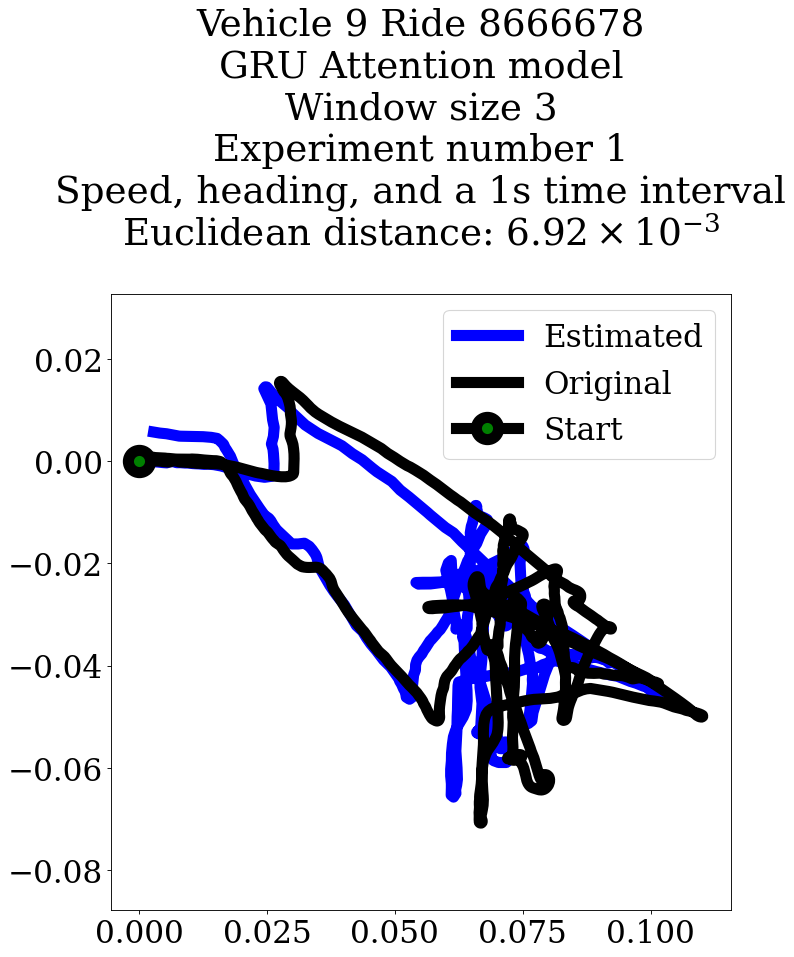 Vehicle 9 Ride 8666678
GRU Attention model
Window size 3
Experiment number 1
Speed, heading, and a 1s time interval
Euclidean distance: 6.92 × 10⁻³
Estimated
Original
Start
0.02
0.00
−0.02
−0.04
−0.06
−0.08
0.000 0.025 0.050 0.075 0.100